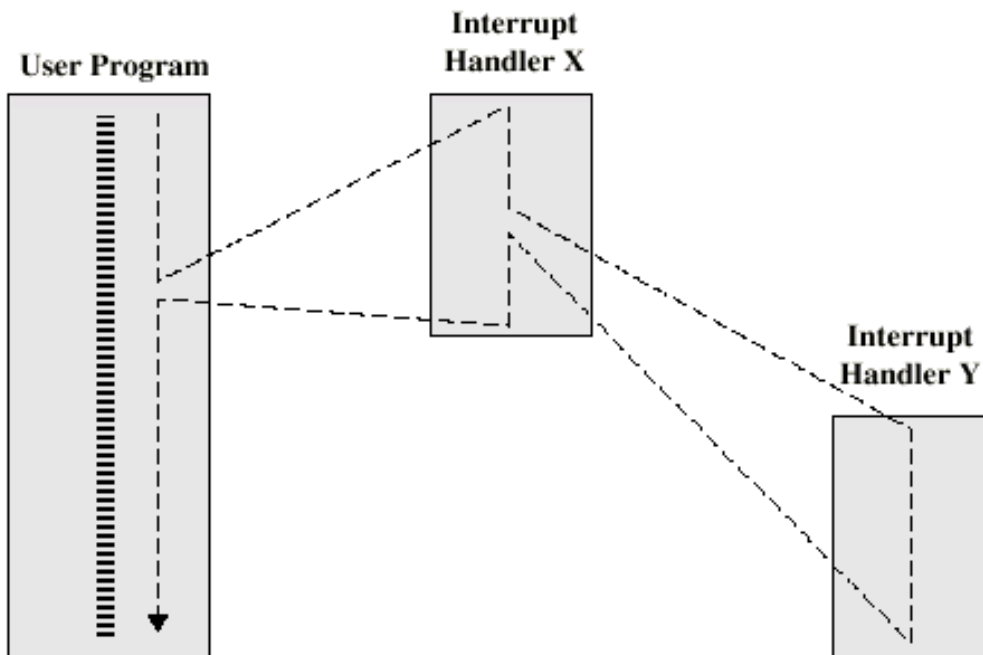 User Program
Interrupt
Handler X
Interrupt
Handler Y